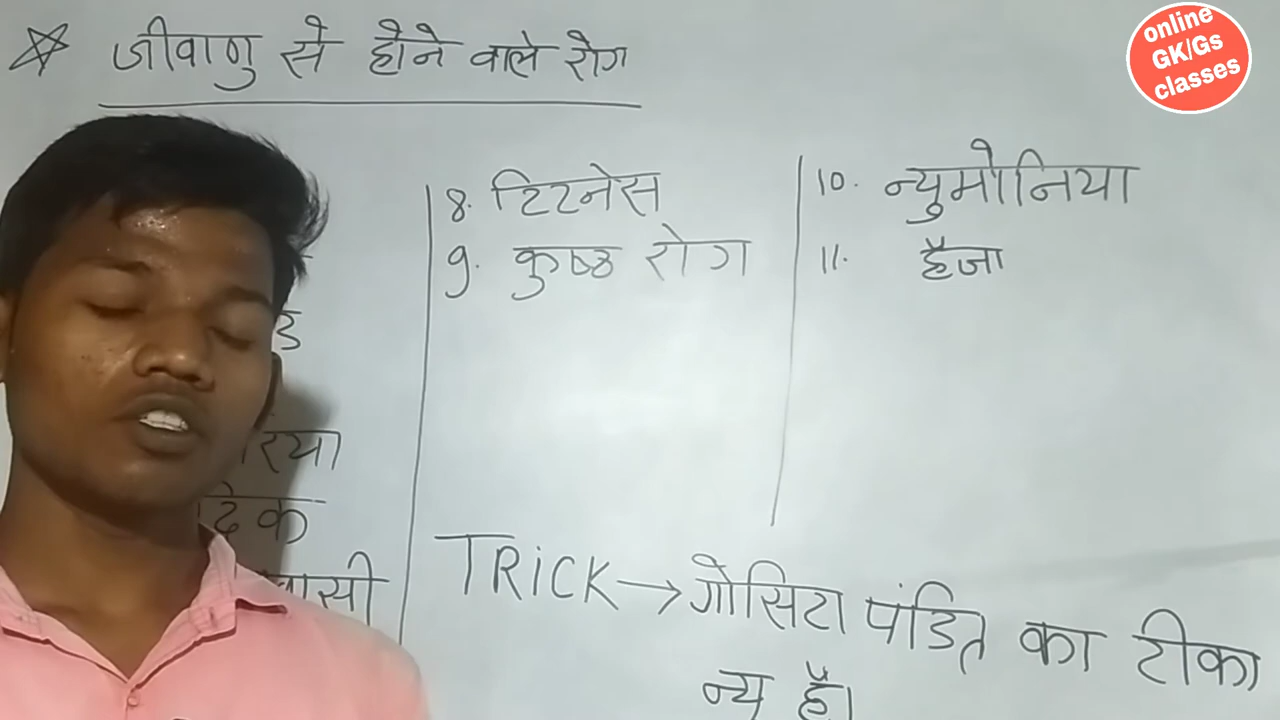 जीवाणु से होने वाले रोग
online
GK/Gs
classes
8. टिटनेस
9. कुष्ठ रोग
10. न्युमोनिया
11. हैजा
TRiCK → गोसिटा पंडित का टीका
न्यु है।